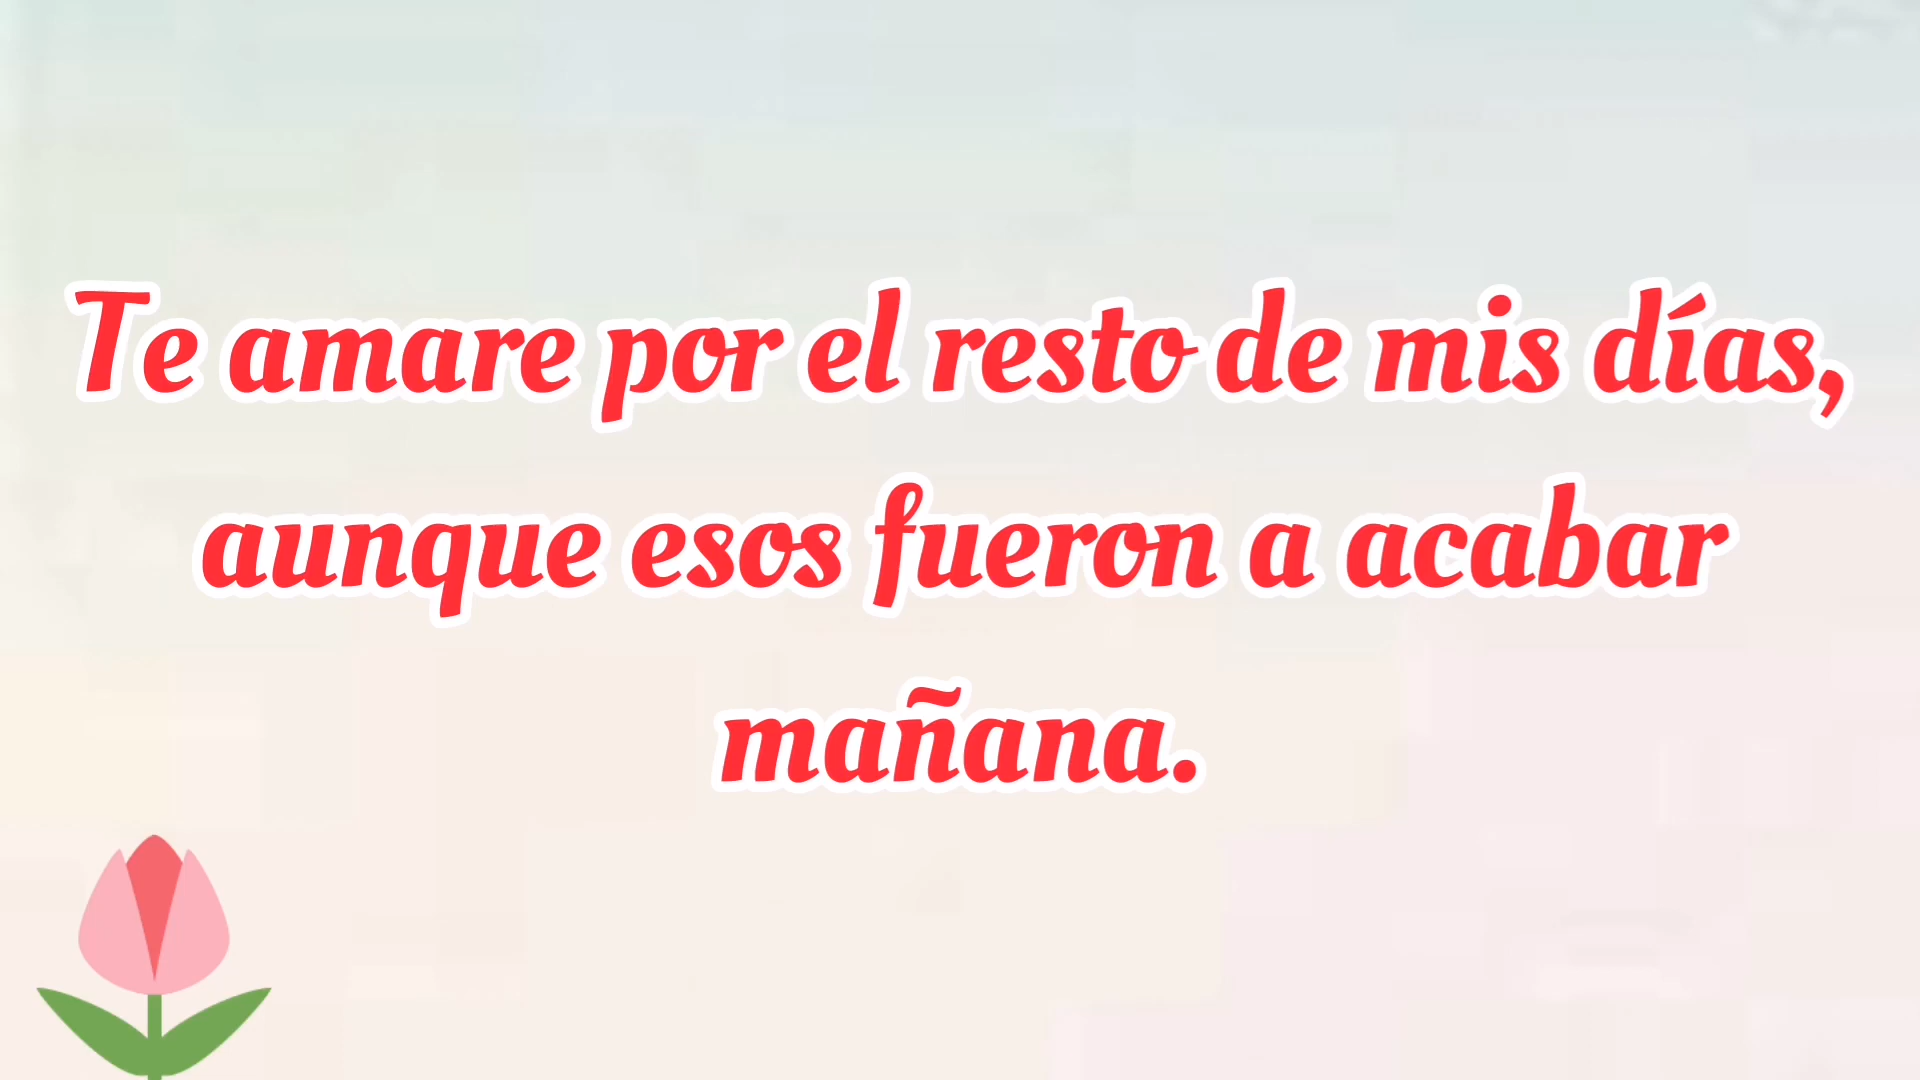 Te amare por el resto de mis días,
aunque esos fueron a acabar
mañana.